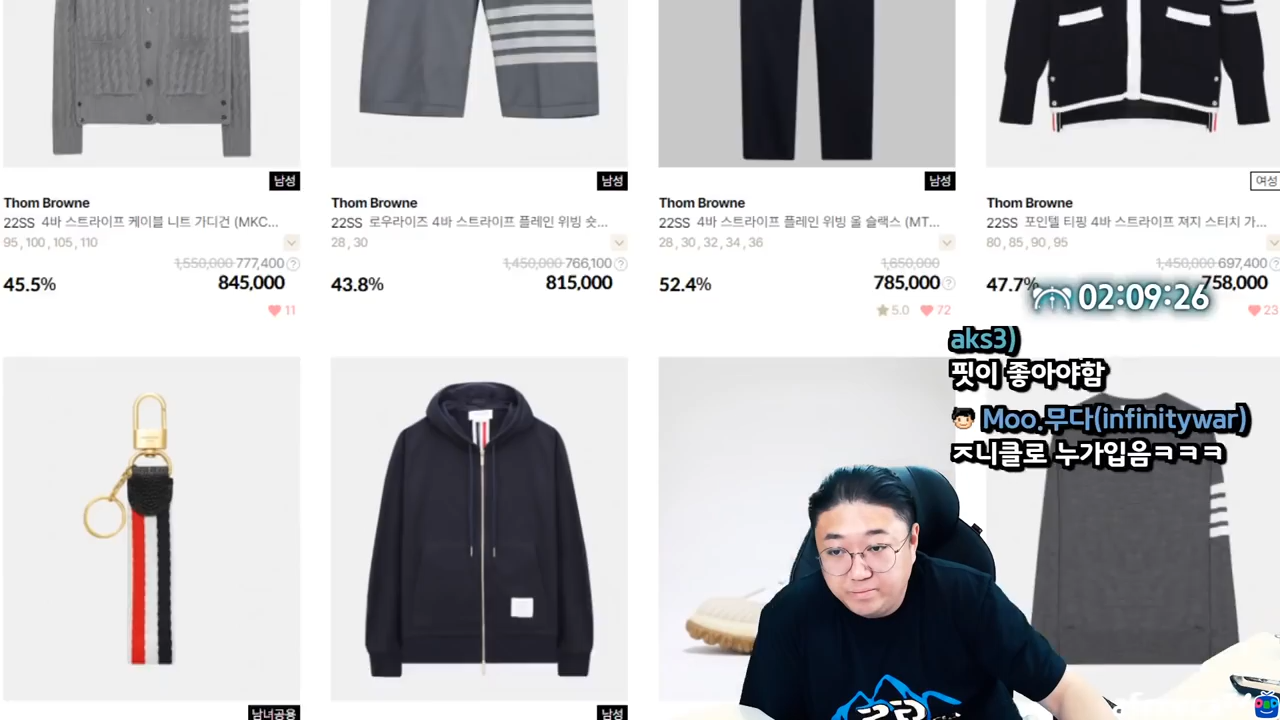 남성
남성
남성
여성
Thom Browne
22SS 4바 스트라이프 케이블 니트 가디건 (MKC...
95 , 100 , 105 , 110
1,550,000 777,400 ?
45.5%
845,000
11
Thom Browne
22SS 로우라이즈 4바 스트라이프 플레인 위빙 숏...
28 , 30
1,450,000 766,100 ?
43.8%
815,000
Thom Browne
22SS 4바 스트라이프 플레인 위빙 울 슬랙스 (MT...
28 , 30 , 32 , 34 , 36
1,650,000
52.4%
785,000 ?
5.0 72
Thom Browne
22SS 포인텔 티핑 4바 스트라이프 져지 스티치 가...
80 , 85 , 90 , 95
1,450,000 697,400 ?
47.7%
758,000
23
02:09:26
aks3)
핏이 좋아야함
Moo.무다(infinitywar)
ㅈ니클로 누가입음ㅋㅋㅋ
남녀공용
남성